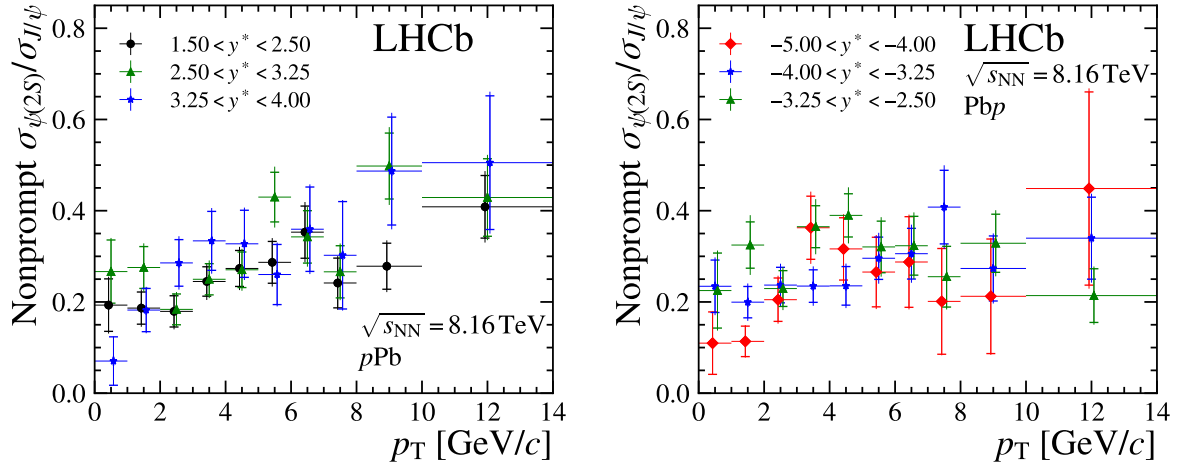 Nonprompt σψ(2S)/σJ/ψ
0.8
0.6
0.4
0.2
0.0
LHCb
1.50 < y* < 2.50
2.50 < y* < 3.25
3.25 < y* < 4.00
√sNN = 8.16 TeV
pPb
0 2 4 6 8 10 12 14
pT [GeV/c]
Nonprompt σψ(2S)/σJ/ψ
0.8
0.6
0.4
0.2
0.0
−5.00 < y* < −4.00
−4.00 < y* < −3.25
−3.25 < y* < −2.50
LHCb
√sNN = 8.16 TeV
Pbp
0 2 4 6 8 10 12 14
pT [GeV/c]